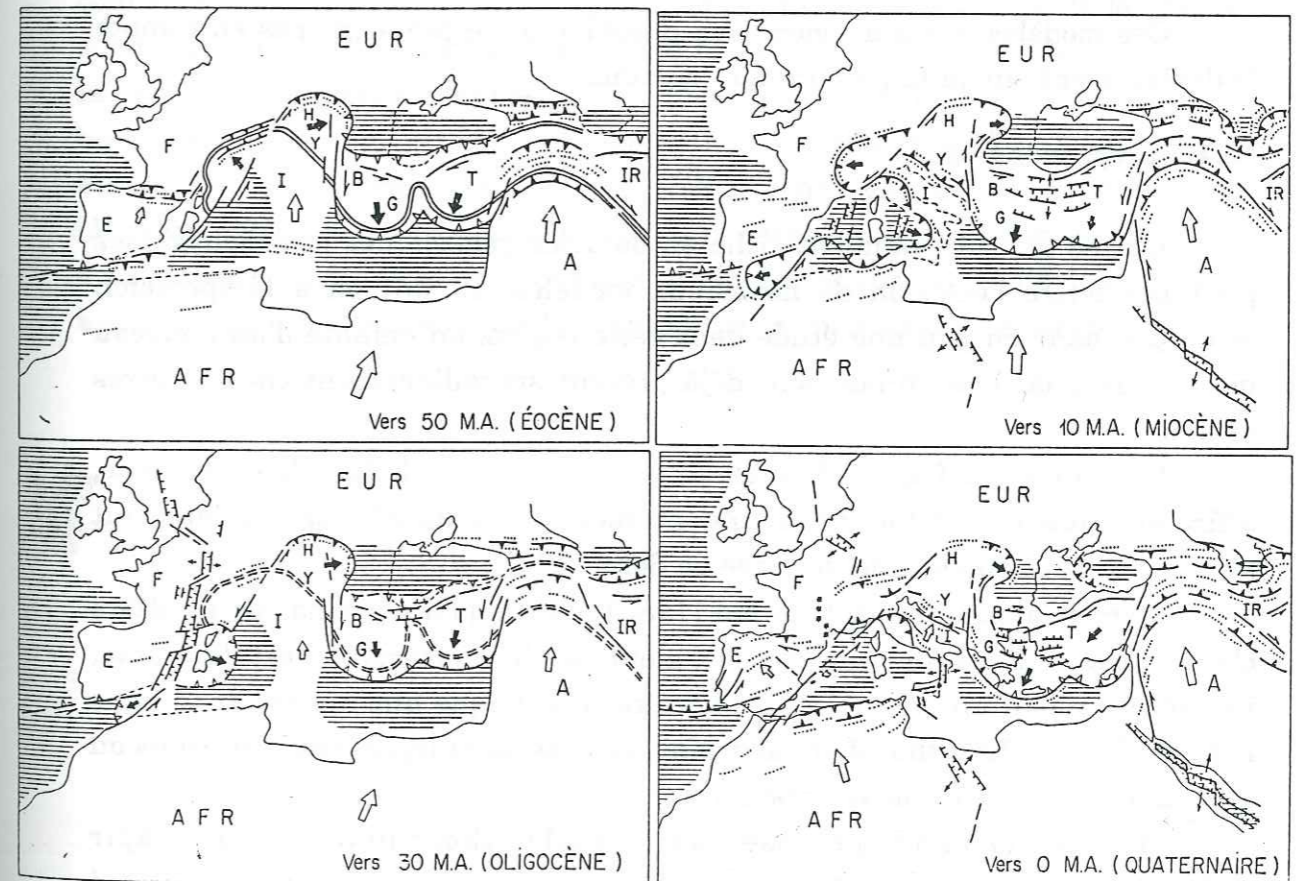 EUR
H
F
Y
I B T IR
G
E
A
AFR
Vers 50 M.A. (ÉOCÈNE)
EUR
H
F
Y
I B T IR
E G
A
AFR
Vers 10 M.A. (MIOCÈNE)
EUR
H
F Y
I B T IR
E G
A
AFR
Vers 30 M.A. (OLIGOCÈNE)
EUR
H
F Y
B T IR
E I G
A
AFR
Vers 0 M.A. (QUATERNAIRE)